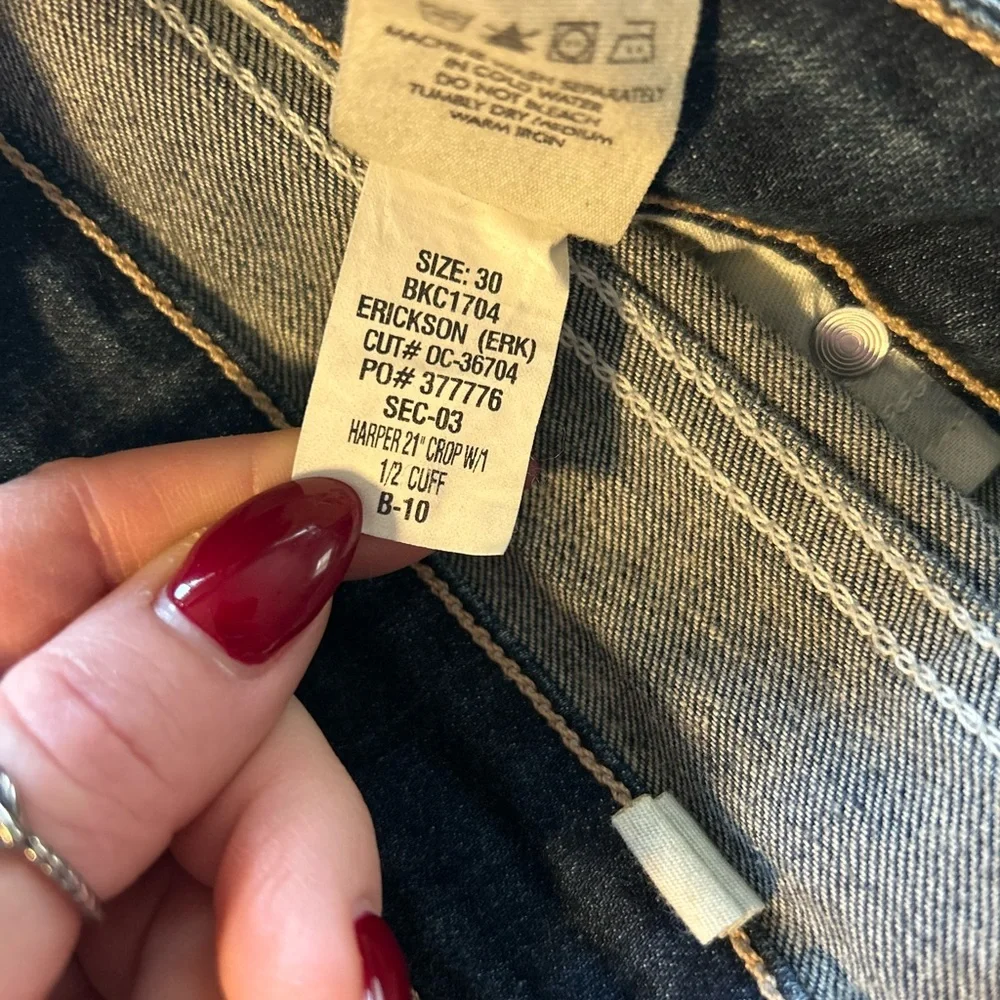 MACHINE WASH SEPARATELY
IN COLD WATER
DO NOT BLEACH
TUMBLY DRY MEDIUM
WARM IRON
SIZE: 30
BKC1704
ERICKSON (ERK)
CUT# OC-36704
PO# 377776
SEC-03
HARPER 21" CROP W/1
1/2 CUFF
B-10